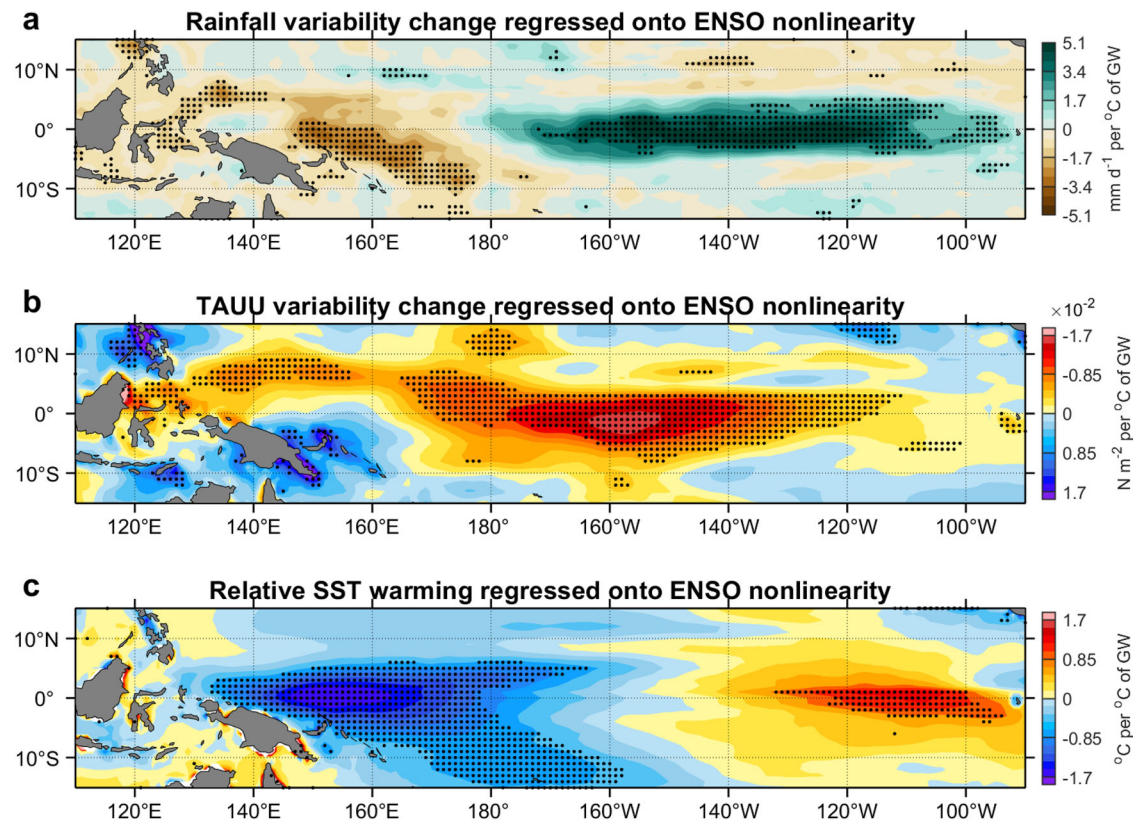 a
Rainfall variability change regressed onto ENSO nonlinearity
10°N
0°
10°S
120°E 140°E 160°E 180° 160°W 140°W 120°W 100°W
5.1
3.4
1.7
0
-1.7
-3.4
-5.1
mm d⁻¹ per °C of GW
b
TAUU variability change regressed onto ENSO nonlinearity
10°N
0°
10°S
120°E 140°E 160°E 180° 160°W 140°W 120°W 100°W
×10⁻²
-1.7
-0.85
0
0.85
1.7
N m⁻² per °C of GW
c
Relative SST warming regressed onto ENSO nonlinearity
10°N
0°
10°S
120°E 140°E 160°E 180° 160°W 140°W 120°W 100°W
1.7
0.85
0
-0.85
-1.7
°C per °C of GW